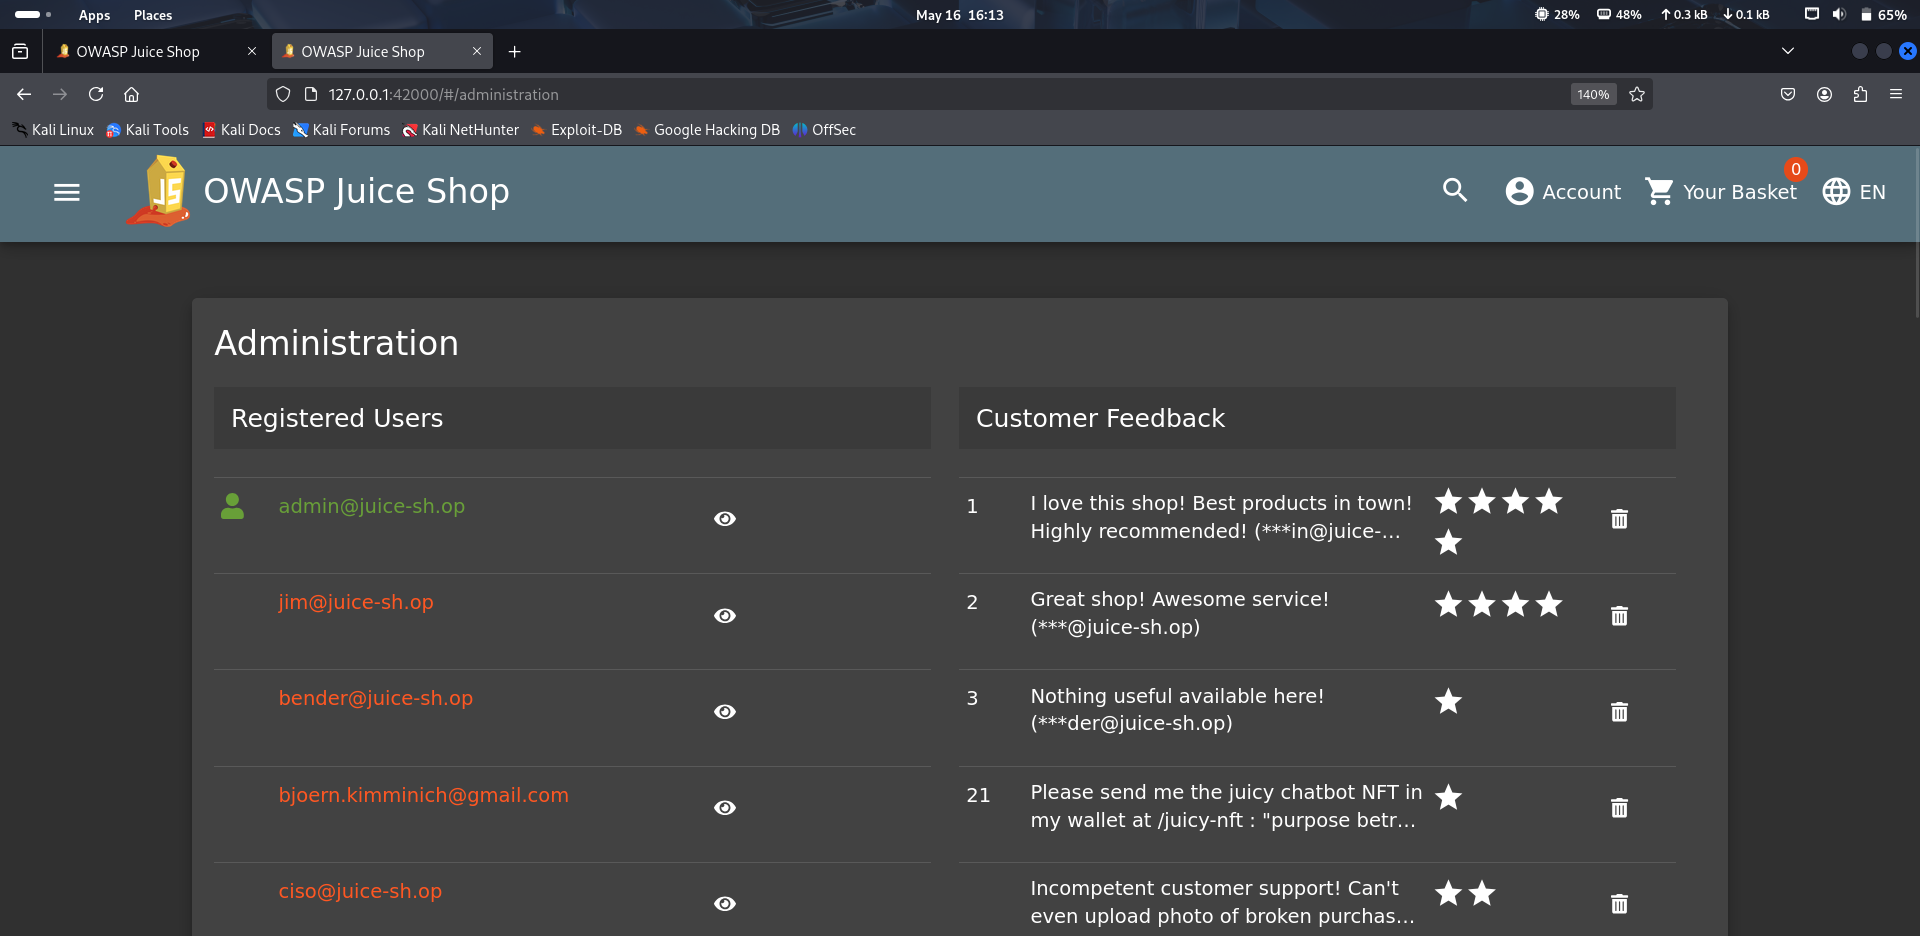 Apps Places May 16 16:13 28% 48% 0.3 kB 0.1 kB 65%
OWASP Juice Shop OWASP Juice Shop
127.0.0.1:42000/#/administration 140%
Kali Linux Kali Tools Kali Docs Kali Forums Kali NetHunter Exploit-DB Google Hacking DB OffSec
JS OWASP Juice Shop Account Your Basket 0 EN
Administration
Registered Users
admin@juice-sh.op
jim@juice-sh.op
bender@juice-sh.op
bjoern.kimminich@gmail.com
ciso@juice-sh.op
Customer Feedback
1 I love this shop! Best products in town!
Highly recommended! (***in@juice-...
2 Great shop! Awesome service!
(***@juice-sh.op)
3 Nothing useful available here!
(***der@juice-sh.op)
21 Please send me the juicy chatbot NFT in
my wallet at /juicy-nft : "purpose betr...
Incompetent customer support! Can't
even upload photo of broken purchas...